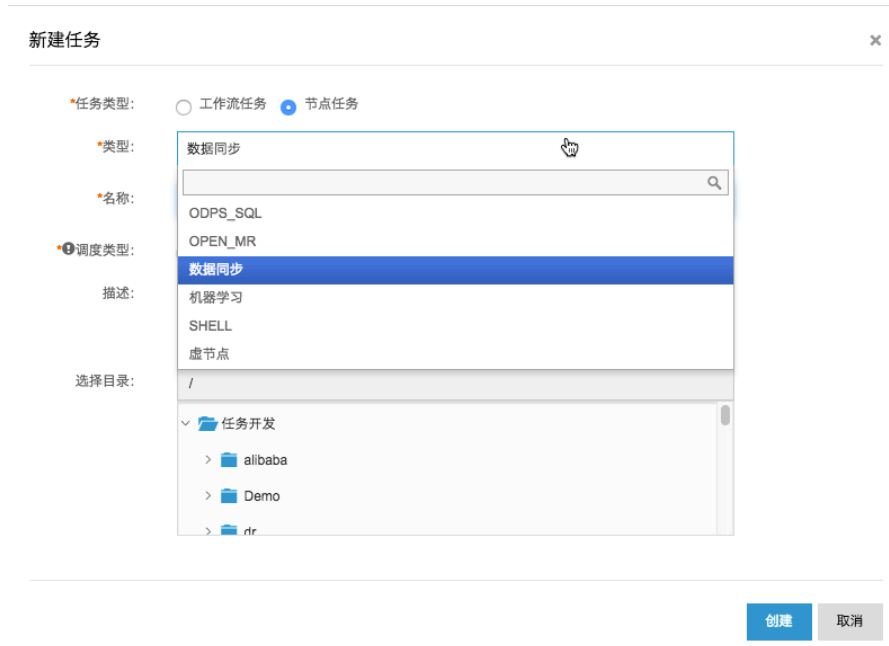 新建任务
*任务类型: 工作流任务 节点任务
*类型: 数据同步
*名称:
ODPS_SQL
OPEN_MR
*调度类型:
数据同步
描述: 机器学习
SHELL
虚节点
选择目录: /
任务开发
alibaba
Demo
dr
创建 取消